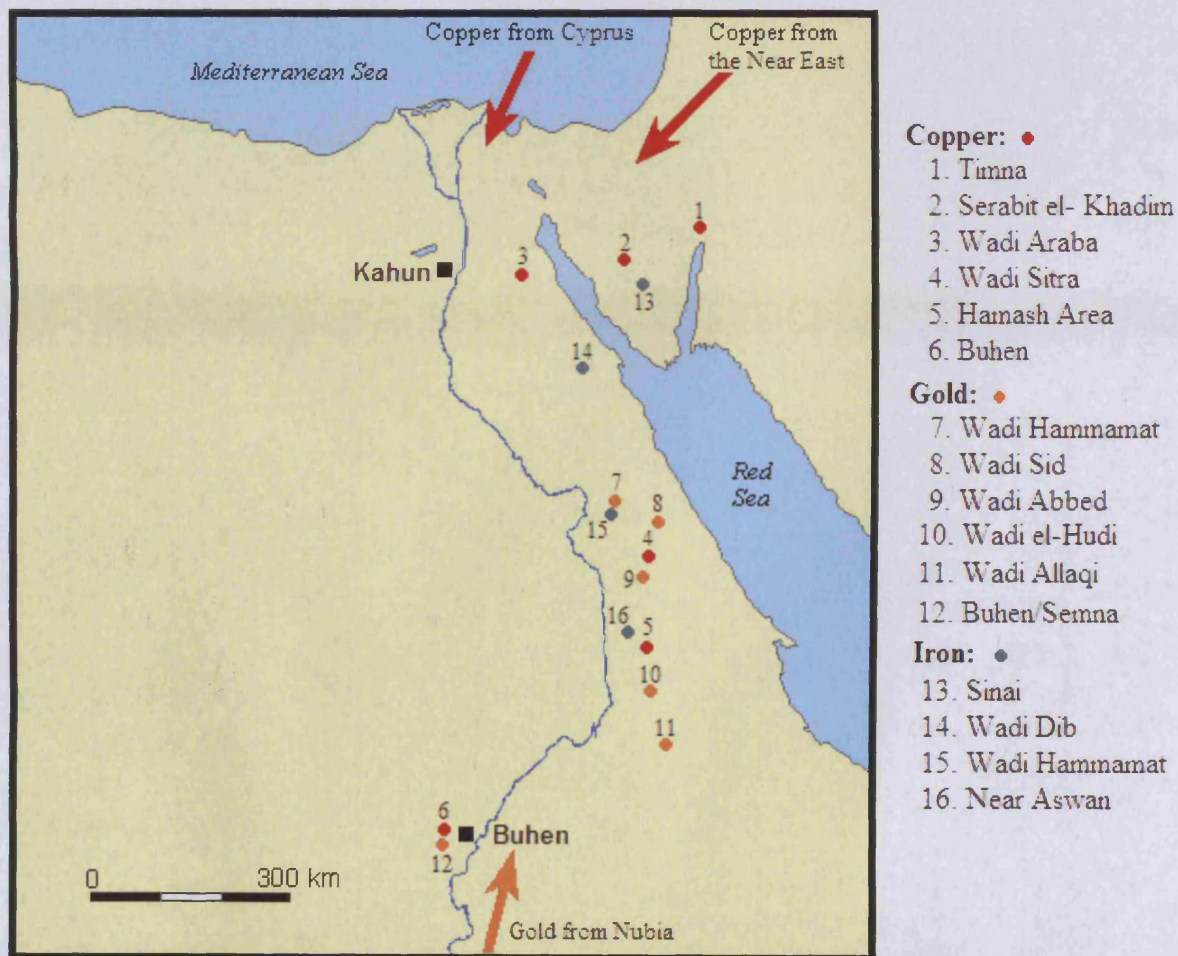 Copper from Cyprus
Copper from
the Near East
Mediterranean Sea
1
2
3
Kahun
13
14
7
8
15
4
Red
Sea
9
16
5
10
11
6
Buhen
12
0 300 km
Gold from Nubia
Copper:
1. Timna
2. Serabit el- Khadim
3. Wadi Araba
4. Wadi Sitra
5. Hamash Area
6. Buhen
Gold:
7. Wadi Hammamat
8. Wadi Sid
9. Wadi Abbed
10. Wadi el-Hudi
11. Wadi Allaqi
12. Buhen/Semna
Iron:
13. Sinai
14. Wadi Dib
15. Wadi Hammamat
16. Near Aswan